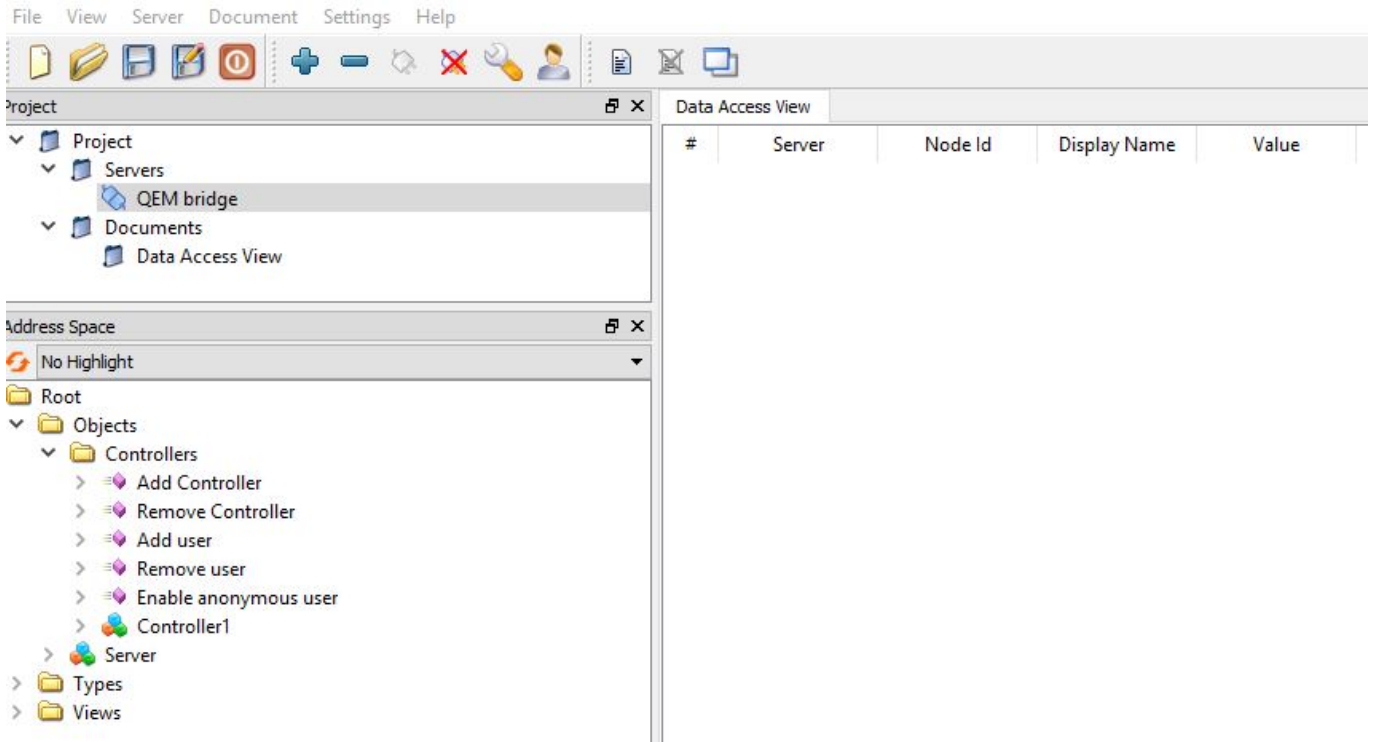 File View Server Document Settings Help
Project
Project
Servers
QEM bridge
Documents
Data Access View
Address Space
No Highlight
Root
Objects
Controllers
Add Controller
Remove Controller
Add user
Remove user
Enable anonymous user
Controller1
Server
Types
Views
Data Access View
# Server Node Id Display Name Value